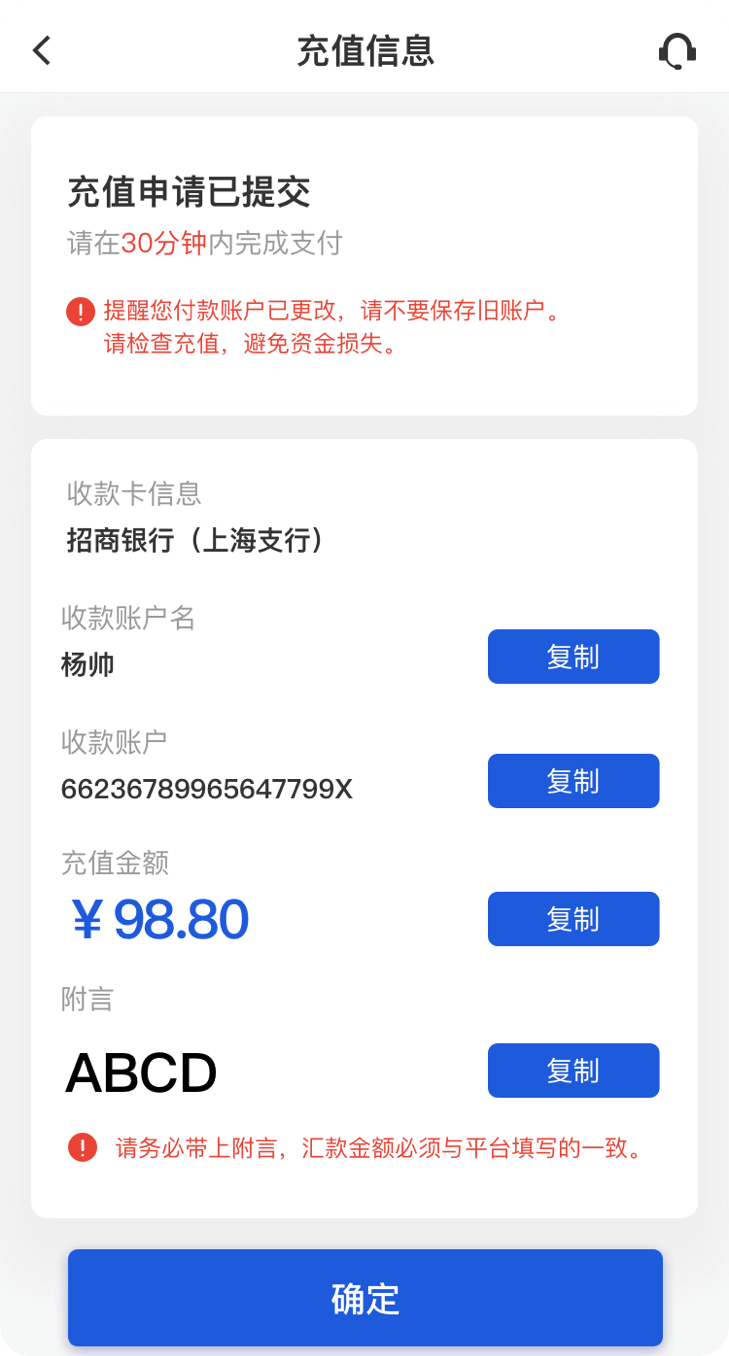 充值信息
充值申请已提交
请在30分钟内完成支付
! 提醒您付款账户已更改，请不要保存旧账户。
请检查充值，避免资金损失。
收款卡信息
招商银行（上海支行）
收款账户名
杨帅
复制
收款账户
66236789965647799X
复制
充值金额
￥98.80
复制
附言
ABCD
复制
! 请务必带上附言，汇款金额必须与平台填写的一致。
确定